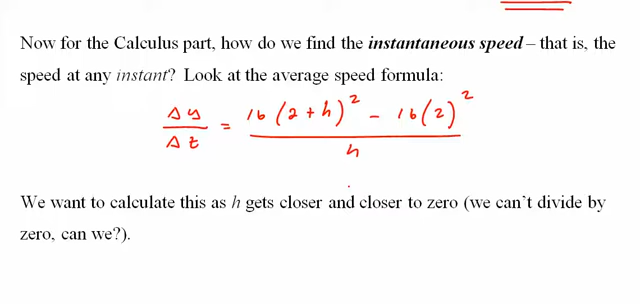 Now for the Calculus part, how do we find the instantaneous speed – that is, the
speed at any instant? Look at the average speed formula:
Δy/Δt = (16(2+h)² - 16(2)²)/h
We want to calculate this as h gets closer and closer to zero (we can't divide by
zero, can we?).